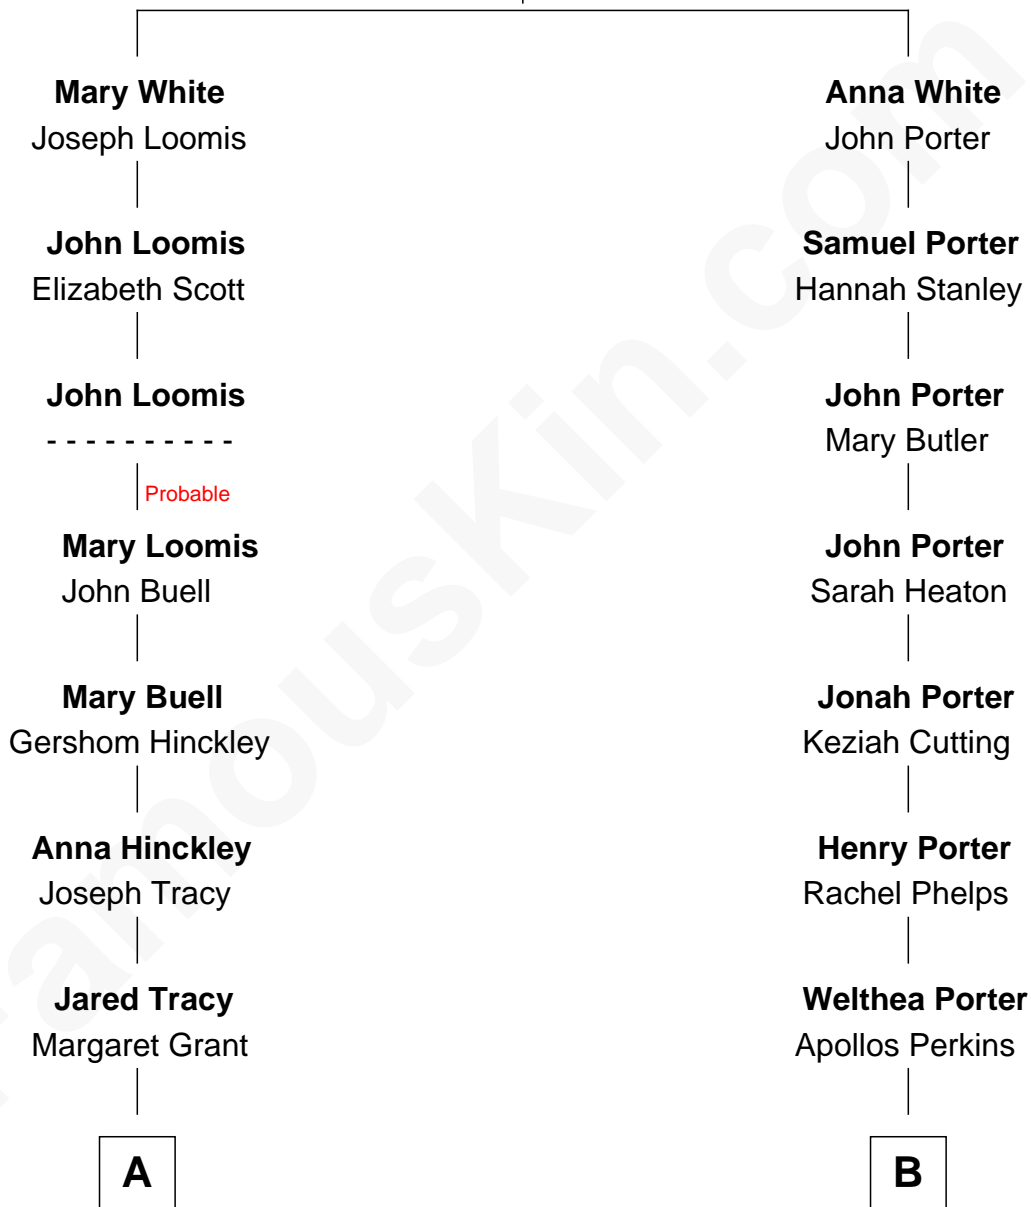 Mary White
Joseph Loomis
John Loomis
Elizabeth Scott
John Loomis
- - - - - - - - - -
Probable
Mary Loomis
John Buell
Mary Buell
Gershom Hinckley
Anna Hinckley
Joseph Tracy
Jared Tracy
Margaret Grant
A
Anna White
John Porter
Samuel Porter
Hannah Stanley
John Porter
Mary Butler
John Porter
Sarah Heaton
Jonah Porter
Keziah Cutting
Henry Porter
Rachel Phelps
Welthea Porter
Apollos Perkins
B
FamousKin.com